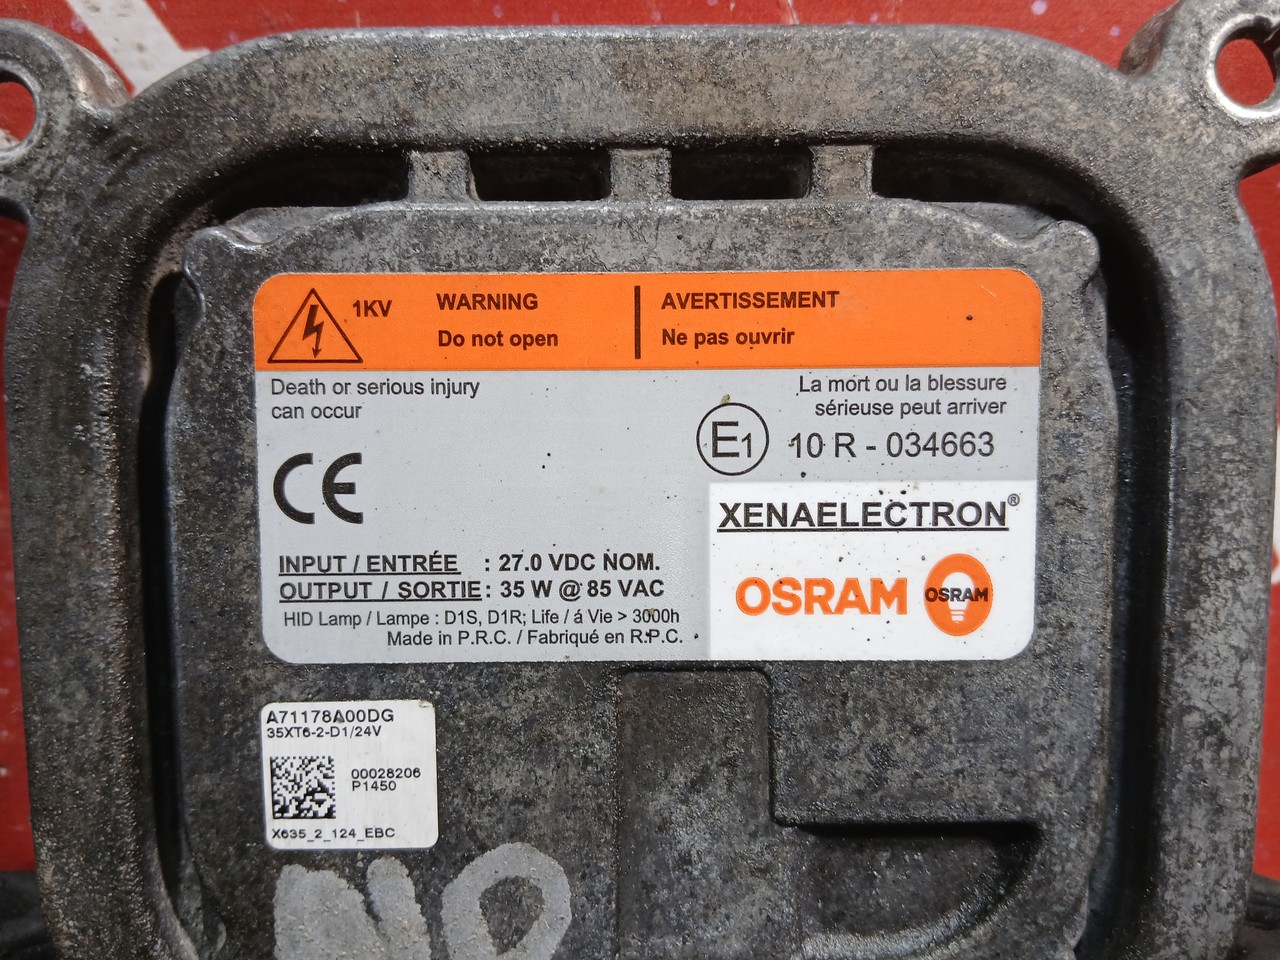 1KV
WARNING
Do not open
AVERTISSEMENT
Ne pas ouvrir
Death or serious injury
can occur
La mort ou la blessure
sérieuse peut arriver
E1 10 R - 034663
CE
XENAELECTRON®
INPUT / ENTRÉE : 27.0 VDC NOM.
OUTPUT / SORTIE : 35 W @ 85 VAC
HID Lamp / Lampe : D1S, D1R; Life / á Vie > 3000h
Made in P.R.C. / Fabriqué en R.P.C.
OSRAM
OSRAM
A71178A00DG
35XT6-2-D1/24V
00028206
P1450
X635_2_124_EBC